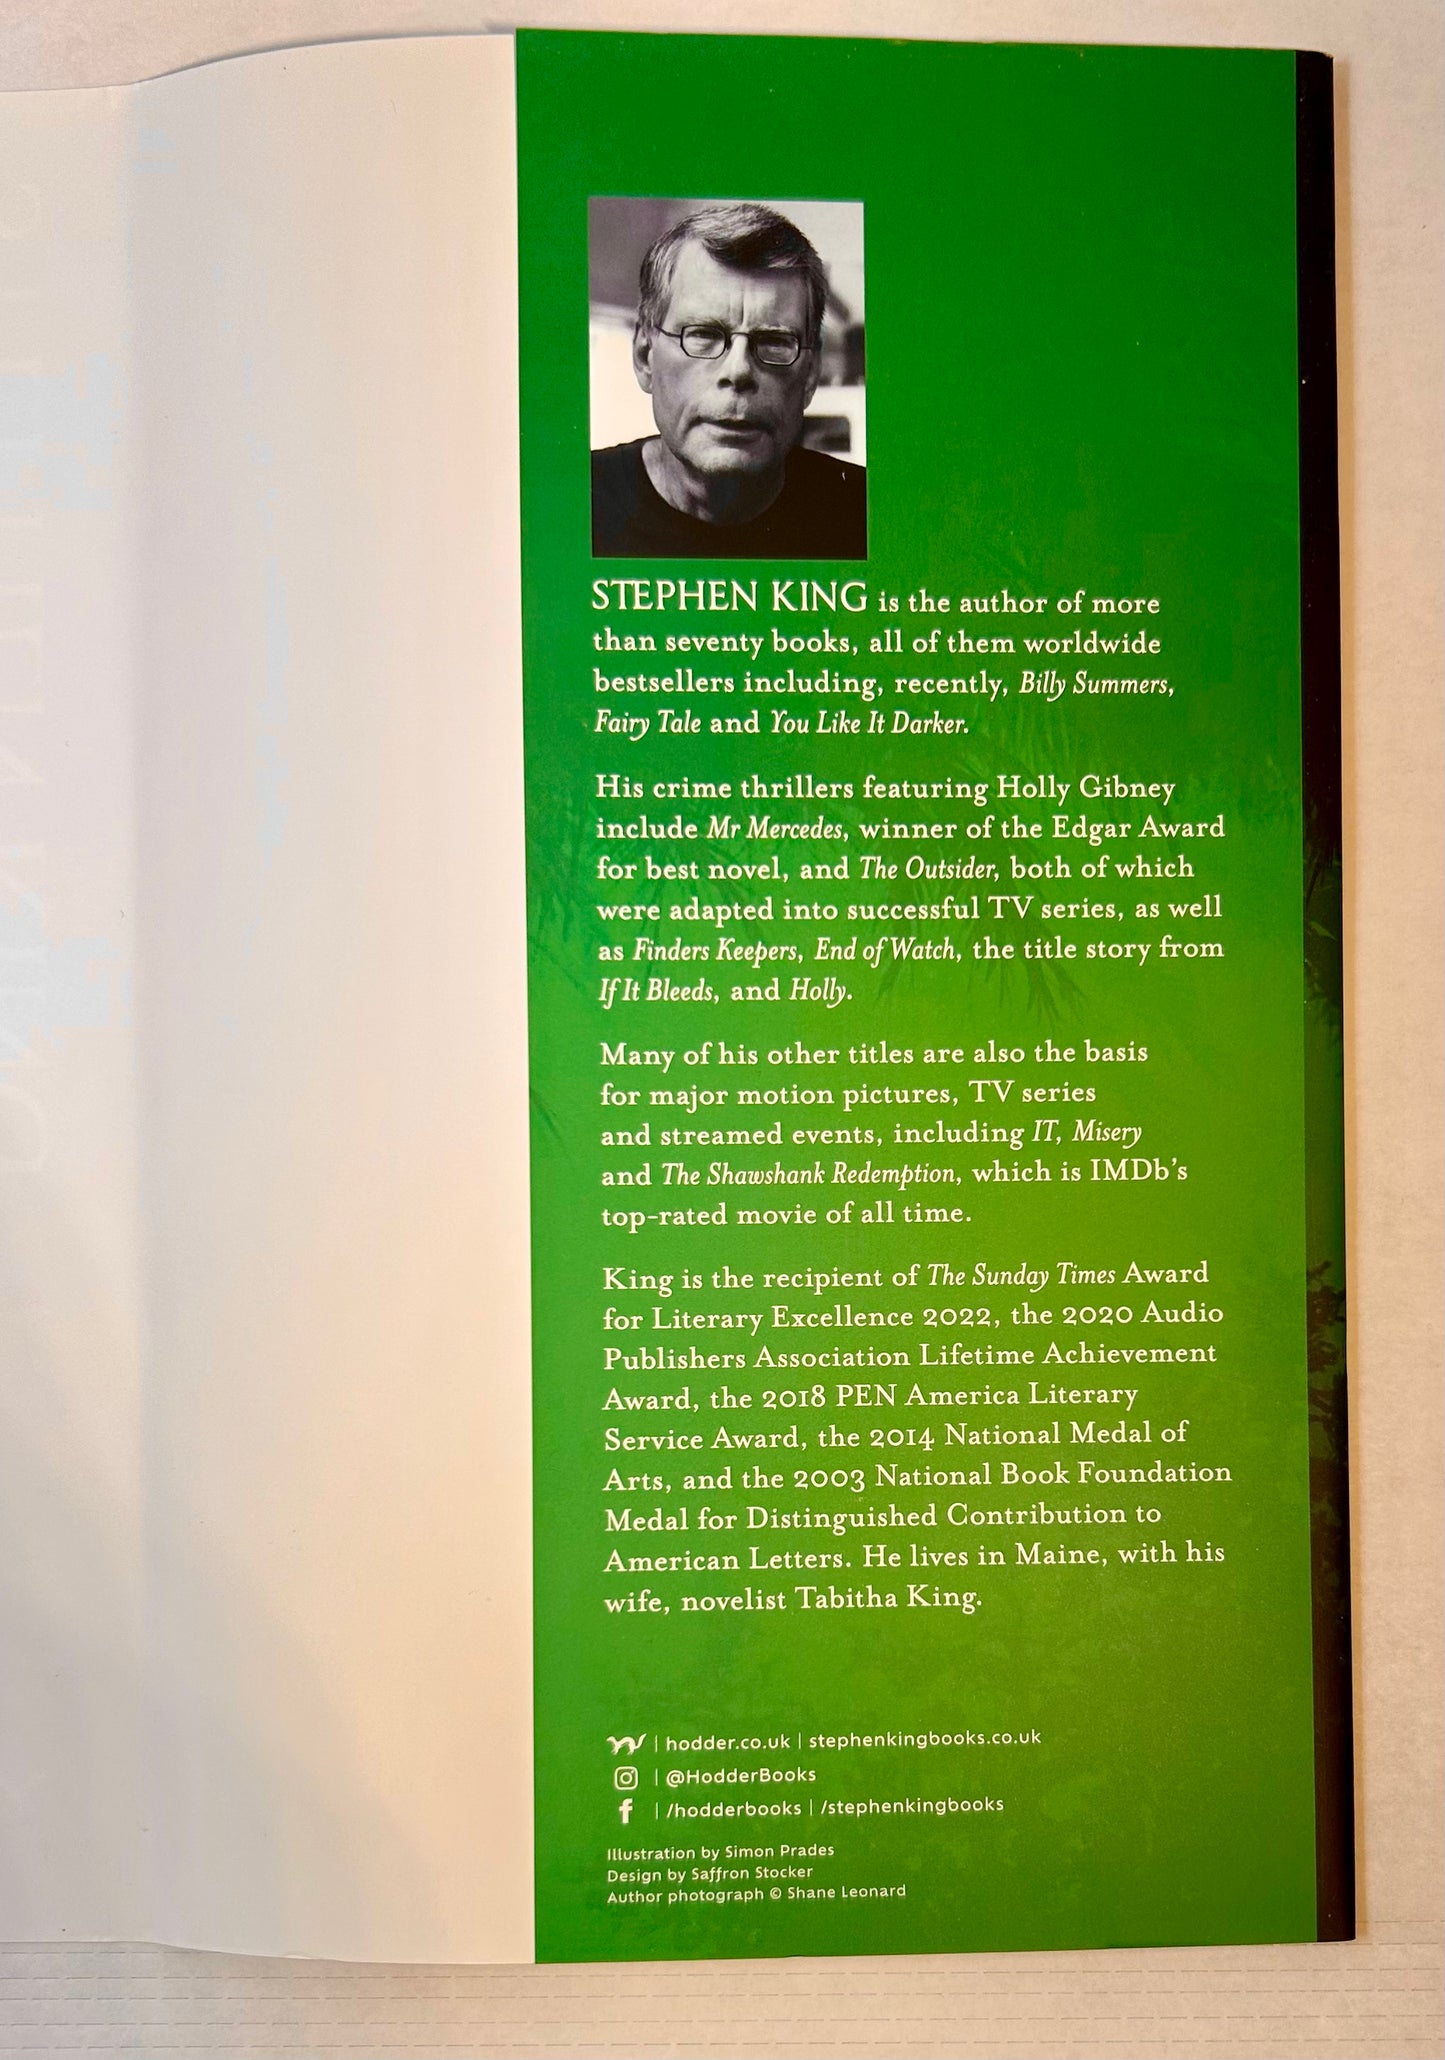 STEPHEN KING is the author of more
than seventy books, all of them worldwide
bestsellers including, recently, Billy Summers,
Fairy Tale and You Like It Darker.
His crime thrillers featuring Holly Gibney
include Mr Mercedes, winner of the Edgar Award
for best novel, and The Outsider, both of which
were adapted into successful TV series, as well
as Finders Keepers, End of Watch, the title story from
If It Bleeds, and Holly.
Many of his other titles are also the basis
for major motion pictures, TV series
and streamed events, including IT, Misery
and The Shawshank Redemption, which is IMDb’s
top-rated movie of all time.
King is the recipient of The Sunday Times Award
for Literary Excellence 2022, the 2020 Audio
Publishers Association Lifetime Achievement
Award, the 2018 PEN America Literary
Service Award, the 2014 National Medal of
Arts, and the 2003 National Book Foundation
Medal for Distinguished Contribution to
American Letters. He lives in Maine, with his
wife, novelist Tabitha King.
| hodder.co.uk | stephenkingbooks.co.uk
| @HodderBooks
| /hodderbooks | /stephenkingbooks
Illustration by Simon Prades
Design by Saffron Stocker
Author photograph © Shane Leonard